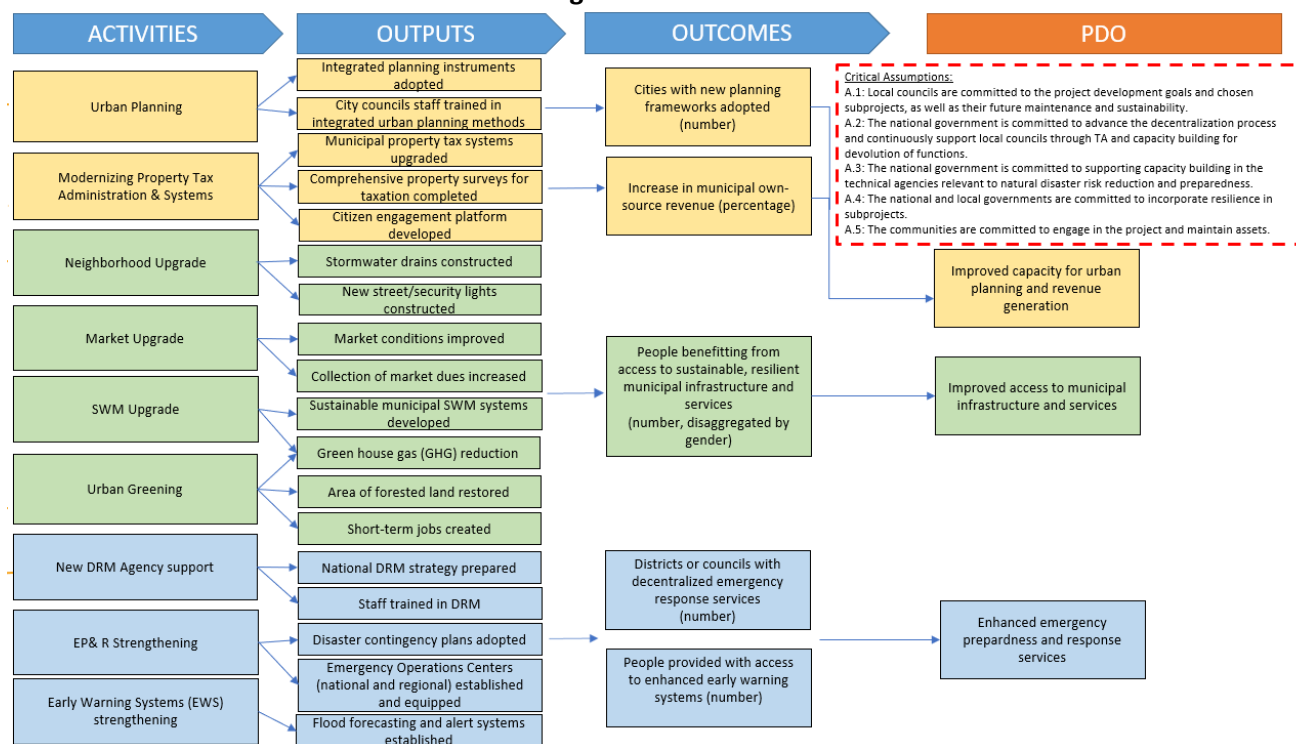 ACTIVITIES
OUTPUTS
OUTCOMES
PDO
Urban Planning
Modernizing Property Tax
Administration & Systems
Neighborhood Upgrade
Market Upgrade
SWM Upgrade
Urban Greening
New DRM Agency support
EP& R Strengthening
Early Warning Systems (EWS)
strengthening
Integrated planning instruments
adopted
City councils staff trained in
integrated urban planning methods
Municipal property tax systems
upgraded
Comprehensive property surveys for
taxation completed
Citizen engagement platform
developed
Stormwater drains constructed
New street/security lights
constructed
Market conditions improved
Collection of market dues increased
Sustainable municipal SWM systems
developed
Green house gas (GHG) reduction
Area of forested land restored
Short-term jobs created
National DRM strategy prepared
Staff trained in DRM
Disaster contingency plans adopted
Emergency Operations Centers
(national and regional) established
and equipped
Flood forecasting and alert systems
established
Cities with new planning
frameworks adopted
(number)
Increase in municipal own-
source revenue (percentage)
People benefitting from
access to sustainable, resilient
municipal infrastructure and
services
(number, disaggregated by
gender)
Districts or councils with
decentralized emergency
response services
(number)
People provided with access
to enhanced early warning
systems (number)
Critical Assumptions:
A.1: Local councils are committed to the project development goals and chosen
subprojects, as well as their future maintenance and sustainability.
A.2: The national government is committed to advance the decentralization process
and continuously support local councils through TA and capacity building for
devolution of functions.
A.3: The national government is committed to supporting capacity building in the
technical agencies relevant to natural disaster risk reduction and preparedness.
A.4: The national and local governments are committed to incorporate resilience in
subprojects.
A.5: The communities are committed to engage in the project and maintain assets.
Improved capacity for urban
planning and revenue
generation
Improved access to municipal
infrastructure and services
Enhanced emergency
prepardness and response
services